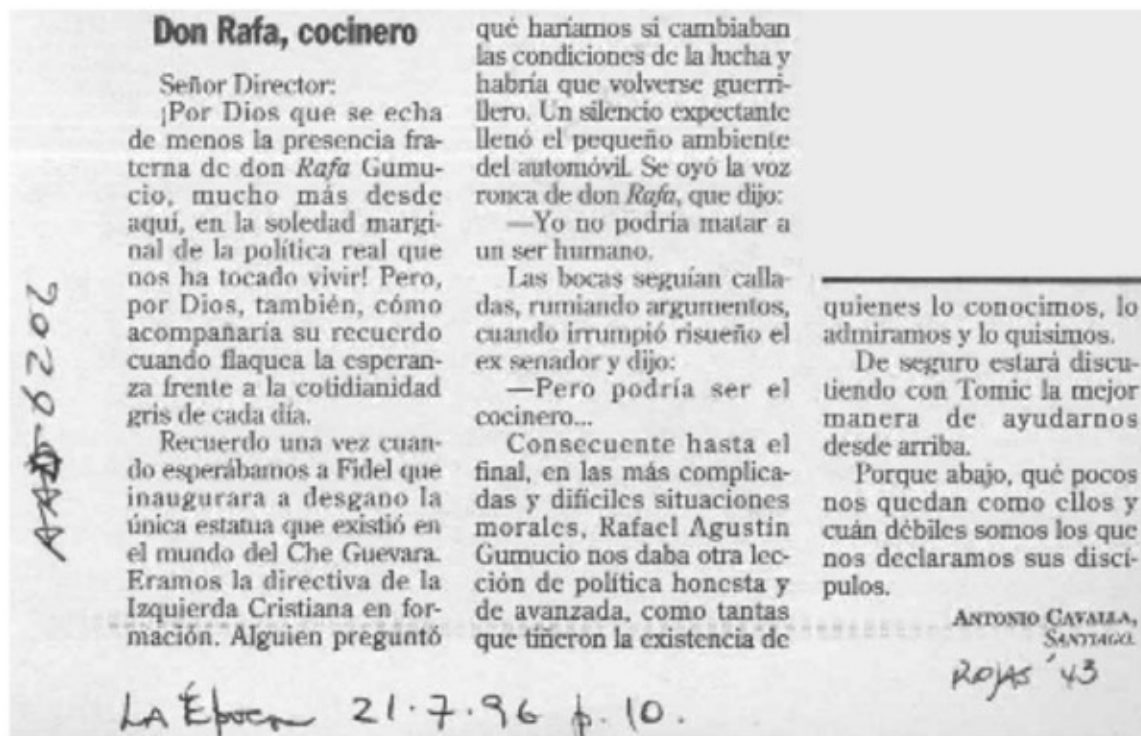 Don Rafa, cocinero
Señor Director:
¡Por Dios que se echa
de menos la presencia fra-
terna de don Rafa Gumu-
cio, mucho más desde
aquí, en la soledad margi-
nal de la política real que
nos ha tocado vivir! Pero,
por Dios, también, cómo
acompañaría su recuerdo
cuando flaquea la esperan-
za frente a la cotidianidad
gris de cada día.
Recuerdo una vez cuan-
do esperábamos a Fidel que
inaugurara a desgano la
única estatua que existió en
el mundo del Che Guevara.
Eramos la directiva de la
Izquierda Cristiana en for-
mación. Alguien preguntó
qué haríamos si cambiaban
las condiciones de la lucha y
habría que volverse guerri-
llero. Un silencio expectante
llenó el pequeño ambiente
del automóvil. Se oyó la voz
ronca de don Rafa, que dijo:
—Yo no podría matar a
un ser humano.
Las bocas seguían calla-
das, rumiando argumentos,
cuando irrumpió risueño el
ex senador y dijo:
—Pero podría ser el
cocinero...
Consecuente hasta el
final, en las más complica-
das y difíciles situaciones
morales, Rafael Agustín
Gumucio nos daba otra lec-
ción de política honesta y
de avanzada, como tantas
que tiñeron la existencia de
quienes lo conocimos, lo
admiramos y lo quisimos.
De seguro estará discu-
tiendo con Tomic la mejor
manera de ayudarnos
desde arriba.
Porque abajo, qué pocos
nos quedan como ellos y
cuán débiles somos los que
nos declaramos sus discí-
pulos.
ANTONIO CAVALLA,
SANTIAGO.
ROJAS '43
LA Época 21.7.96 p. 10.